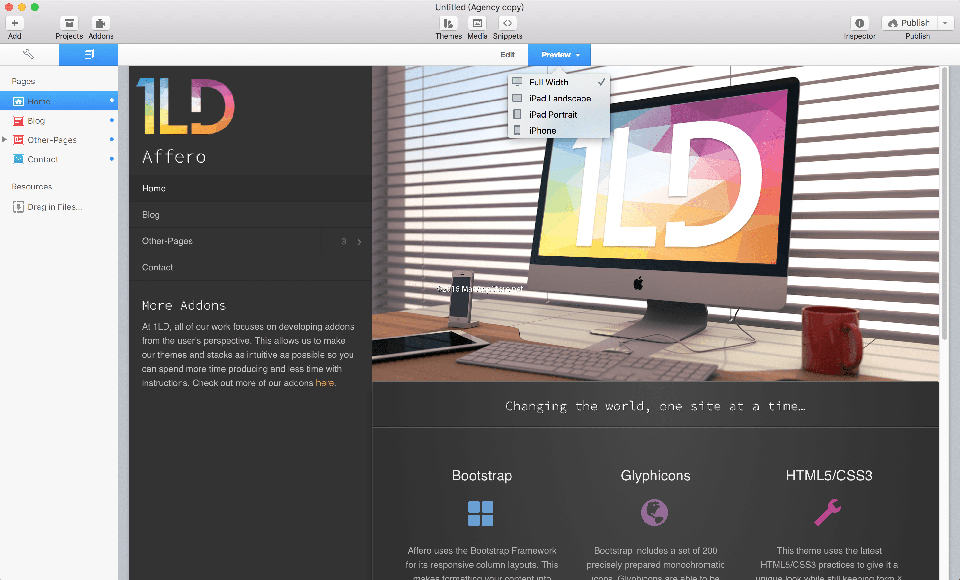 Untitled (Agency copy)
Add
Projects
Addons
Themes
Media
Snippets
Inspector
Publish
Publish
Edit
Preview
Pages
Home
Blog
Other-Pages
Contact
Resources
Drag in Files...
Full Width
iPad Landscape
iPad Portrait
iPhone
1LD
Affero
Home
Blog
Other-Pages
3
Contact
More Addons
At 1LD, all of our work focuses on developing addons
from the user's perspective. This allows us to make
our themes and stacks as intuitive as possible so you
can spend more time producing and less time with
instructions. Check out more of our addons here.
1LD
Changing the world, one site at a time…
Bootstrap
Affero uses the Bootstrap Framework
for its responsive column layouts. This
makes formatting your content into
Glyphicons
Bootstrap includes a set of 200
precisely prepared monochromatic
icons. Glyphicons are able to be
HTML5/CSS3
This theme uses the latest
HTML5/CSS3 practices to give it a
unique look while still keeping form &